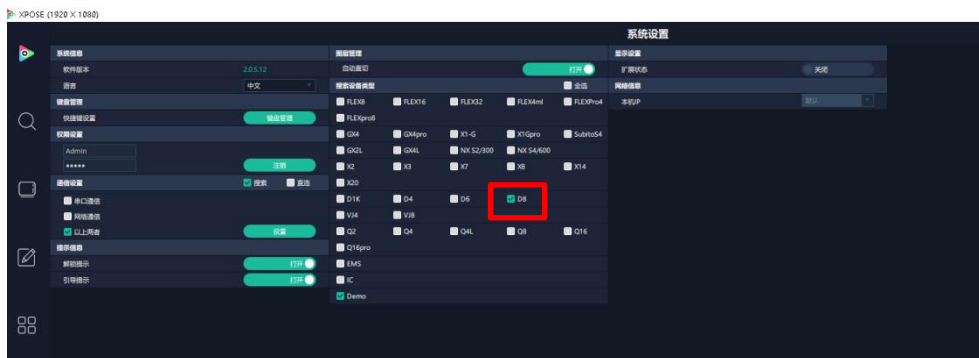 XPOSE (1920 X 1080)
系统设置
系统信息
软件版本 2.0.5.12
语言 中文
键盘管理
快捷键设置 键盘管理
权限设置
Admin
***** 注销
通信设置 搜索 直连
串口通信
网络通信
以上两者 设置
提示信息
解锁提示 打开
引导提示 打开
图层管理
自动直切 打开
搜索设备类型 全选
FLEX8 FLEX16 FLEX32 FLEX4ml FLEXPro4
FLEXpro8
GX4 GX4pro X1-G X1Gpro SubitoS4
GX2L GX4L NX S2/300 NX S4/600
X2 X3 X7 X8 X14
X20
D1K D4 D6 D8
VJ4 VJ8
Q2 Q4 Q4L Q8 Q16
Q16pro
EMS
IC
Demo
显示设置
扩展状态 关闭
网络信息
本机IP 默认